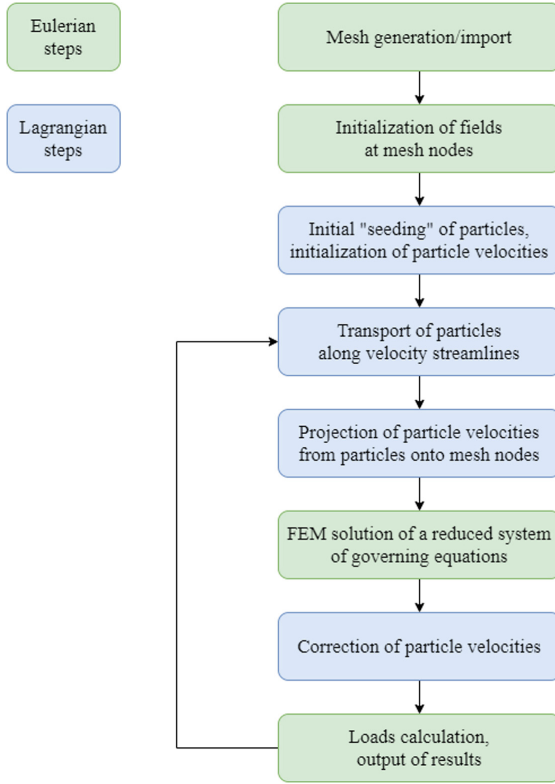 Eulerian
steps
Lagrangian
steps
Mesh generation/import
Initialization of fields
at mesh nodes
Initial "seeding" of particles,
initialization of particle velocities
Transport of particles
along velocity streamlines
Projection of particle velocities
from particles onto mesh nodes
FEM solution of a reduced system
of governing equations
Correction of particle velocities
Loads calculation,
output of results